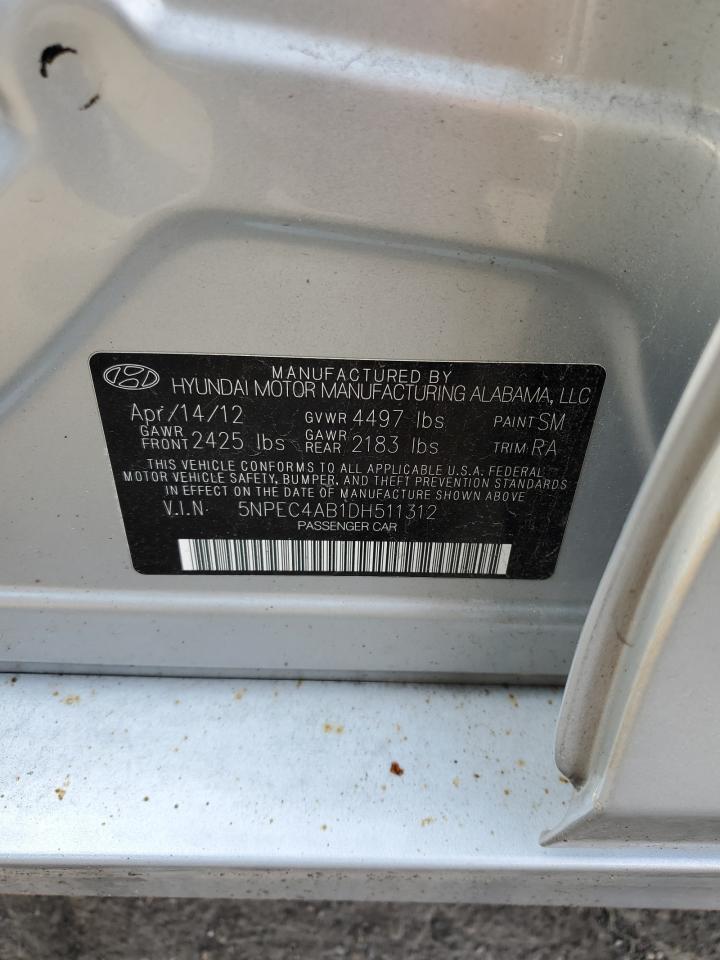 MANUFACTURED BY
HYUNDAI MOTOR MANUFACTURING ALABAMA, LLC
Apr/14/12 GVWR 4497 lbs PAINT SM
GAWR FRONT 2425 lbs GAWR REAR 2183 lbs TRIM RA
THIS VEHICLE CONFORMS TO ALL APPLICABLE U.S.A. FEDERAL
MOTOR VEHICLE SAFETY, BUMPER, AND THEFT PREVENTION STANDARDS
IN EFFECT ON THE DATE OF MANUFACTURE SHOWN ABOVE
V.I.N. 5NPEC4AB1DH511312
PASSENGER CAR